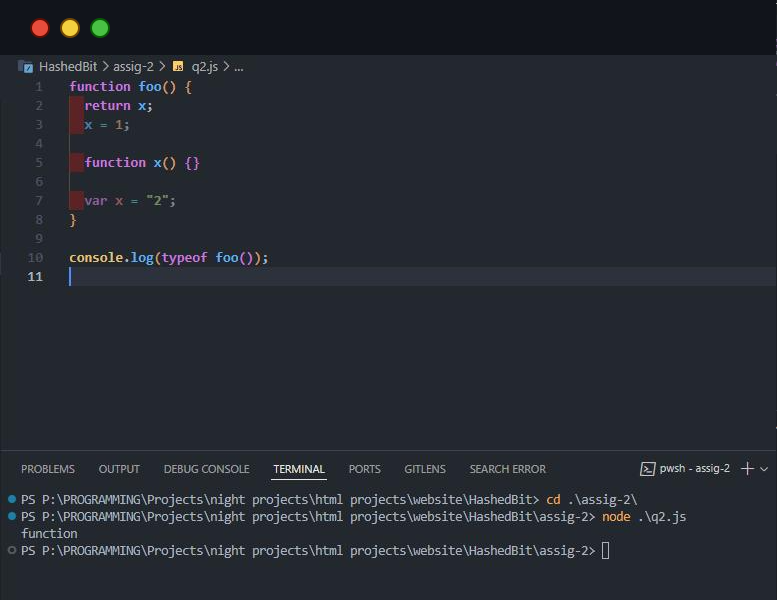 HashedBit > assig-2 > JS q2.js > ...
1 function foo() {
2 return x;
3 x = 1;
4
5 function x() {}
6
7 var x = "2";
8 }
9
10 console.log(typeof foo());
11
PROBLEMS OUTPUT DEBUG CONSOLE TERMINAL PORTS GITLENS SEARCH ERROR pwsh - assig-2
PS P:\PROGRAMMING\Projects\night projects\html projects\website\HashedBit> cd .\assig-2\
PS P:\PROGRAMMING\Projects\night projects\html projects\website\HashedBit\assig-2> node .\q2.js
function
PS P:\PROGRAMMING\Projects\night projects\html projects\website\HashedBit\assig-2>